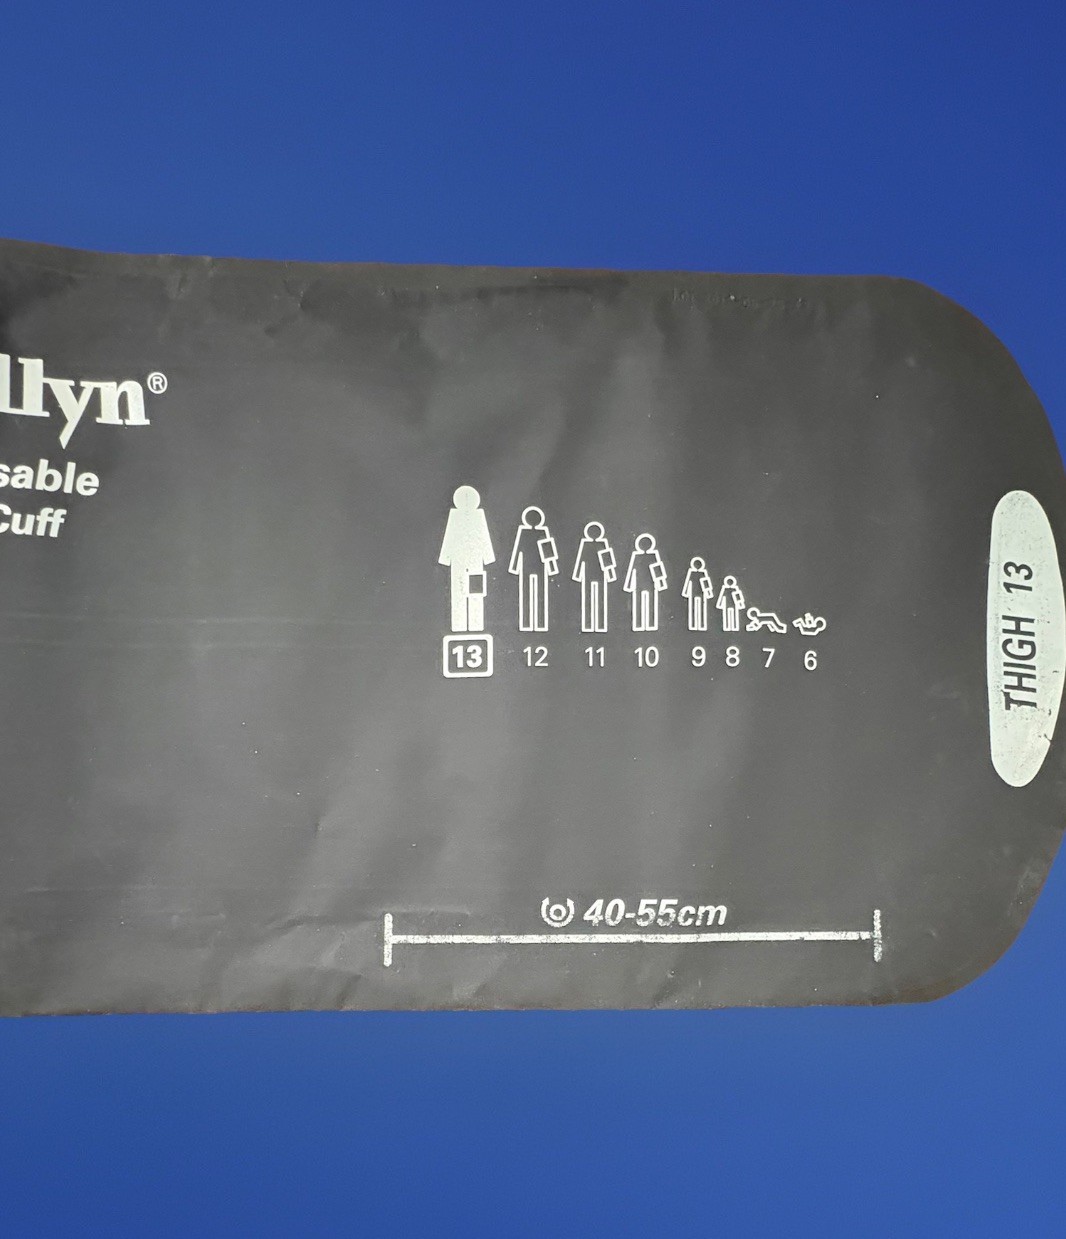 llyn®
sable
Cuff
13 12 11 10 9 8 7 6
THIGH 13
40-55cm